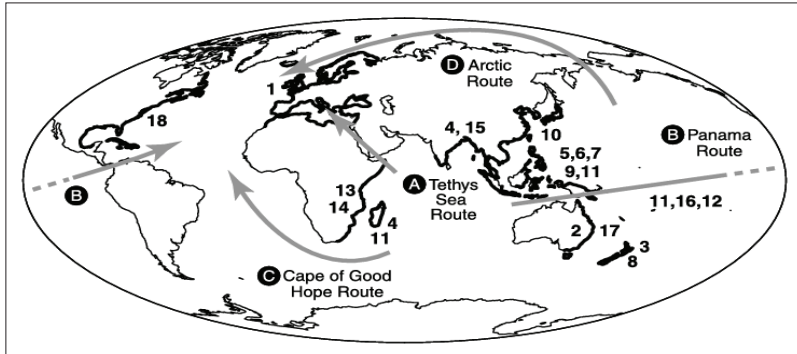 D Arctic
Route
1
18
4, 15
10
B Panama
Route
5,6,7
9,11
B
13
14
A Tethys
Sea
Route
4
11
11,16,12
2
17
3
8
C Cape of Good
Hope Route